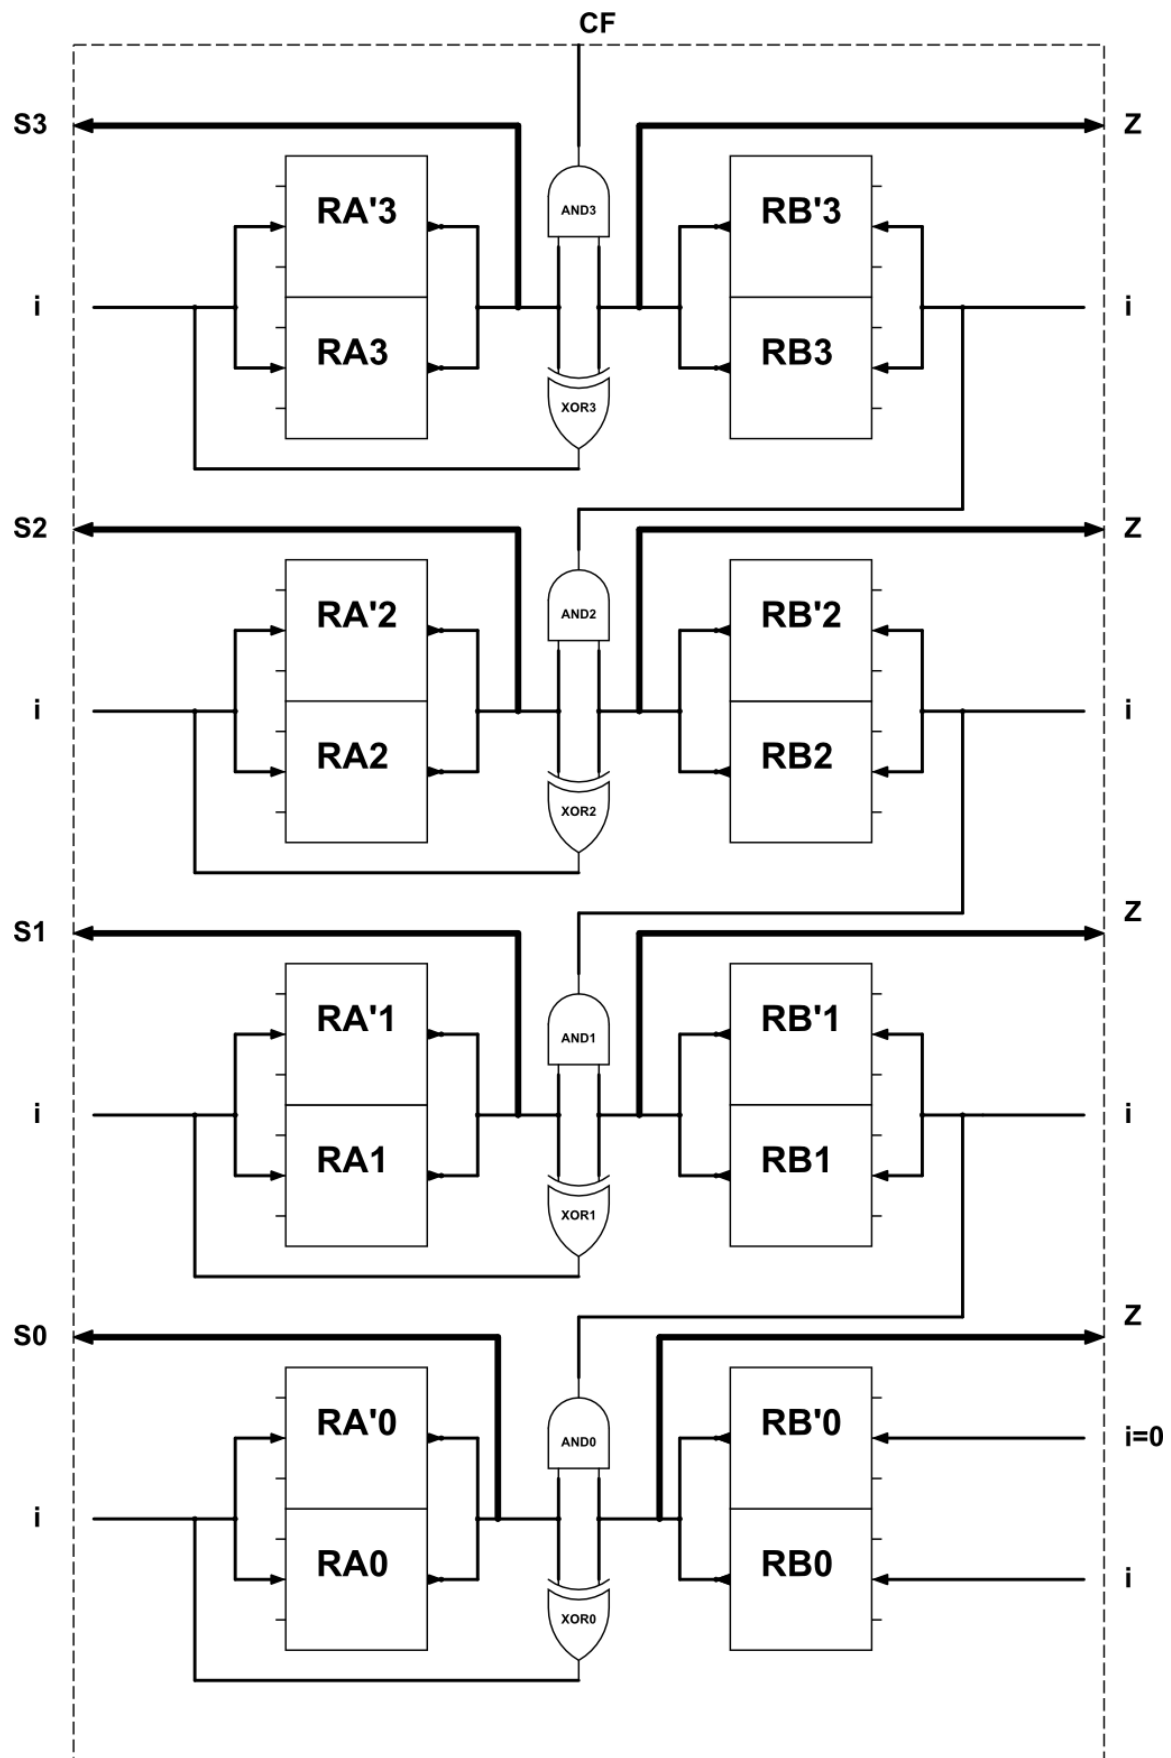 CF
S3
Z
RA'3
AND3
RB'3
i
i
RA3
RB3
XOR3
S2
Z
RA'2
AND2
RB'2
i
i
RA2
RB2
XOR2
Z
S1
RA'1
AND1
RB'1
i
i
RA1
RB1
XOR1
Z
S0
RA'0
AND0
RB'0
i=0
i
RA0
RB0
i
XOR0